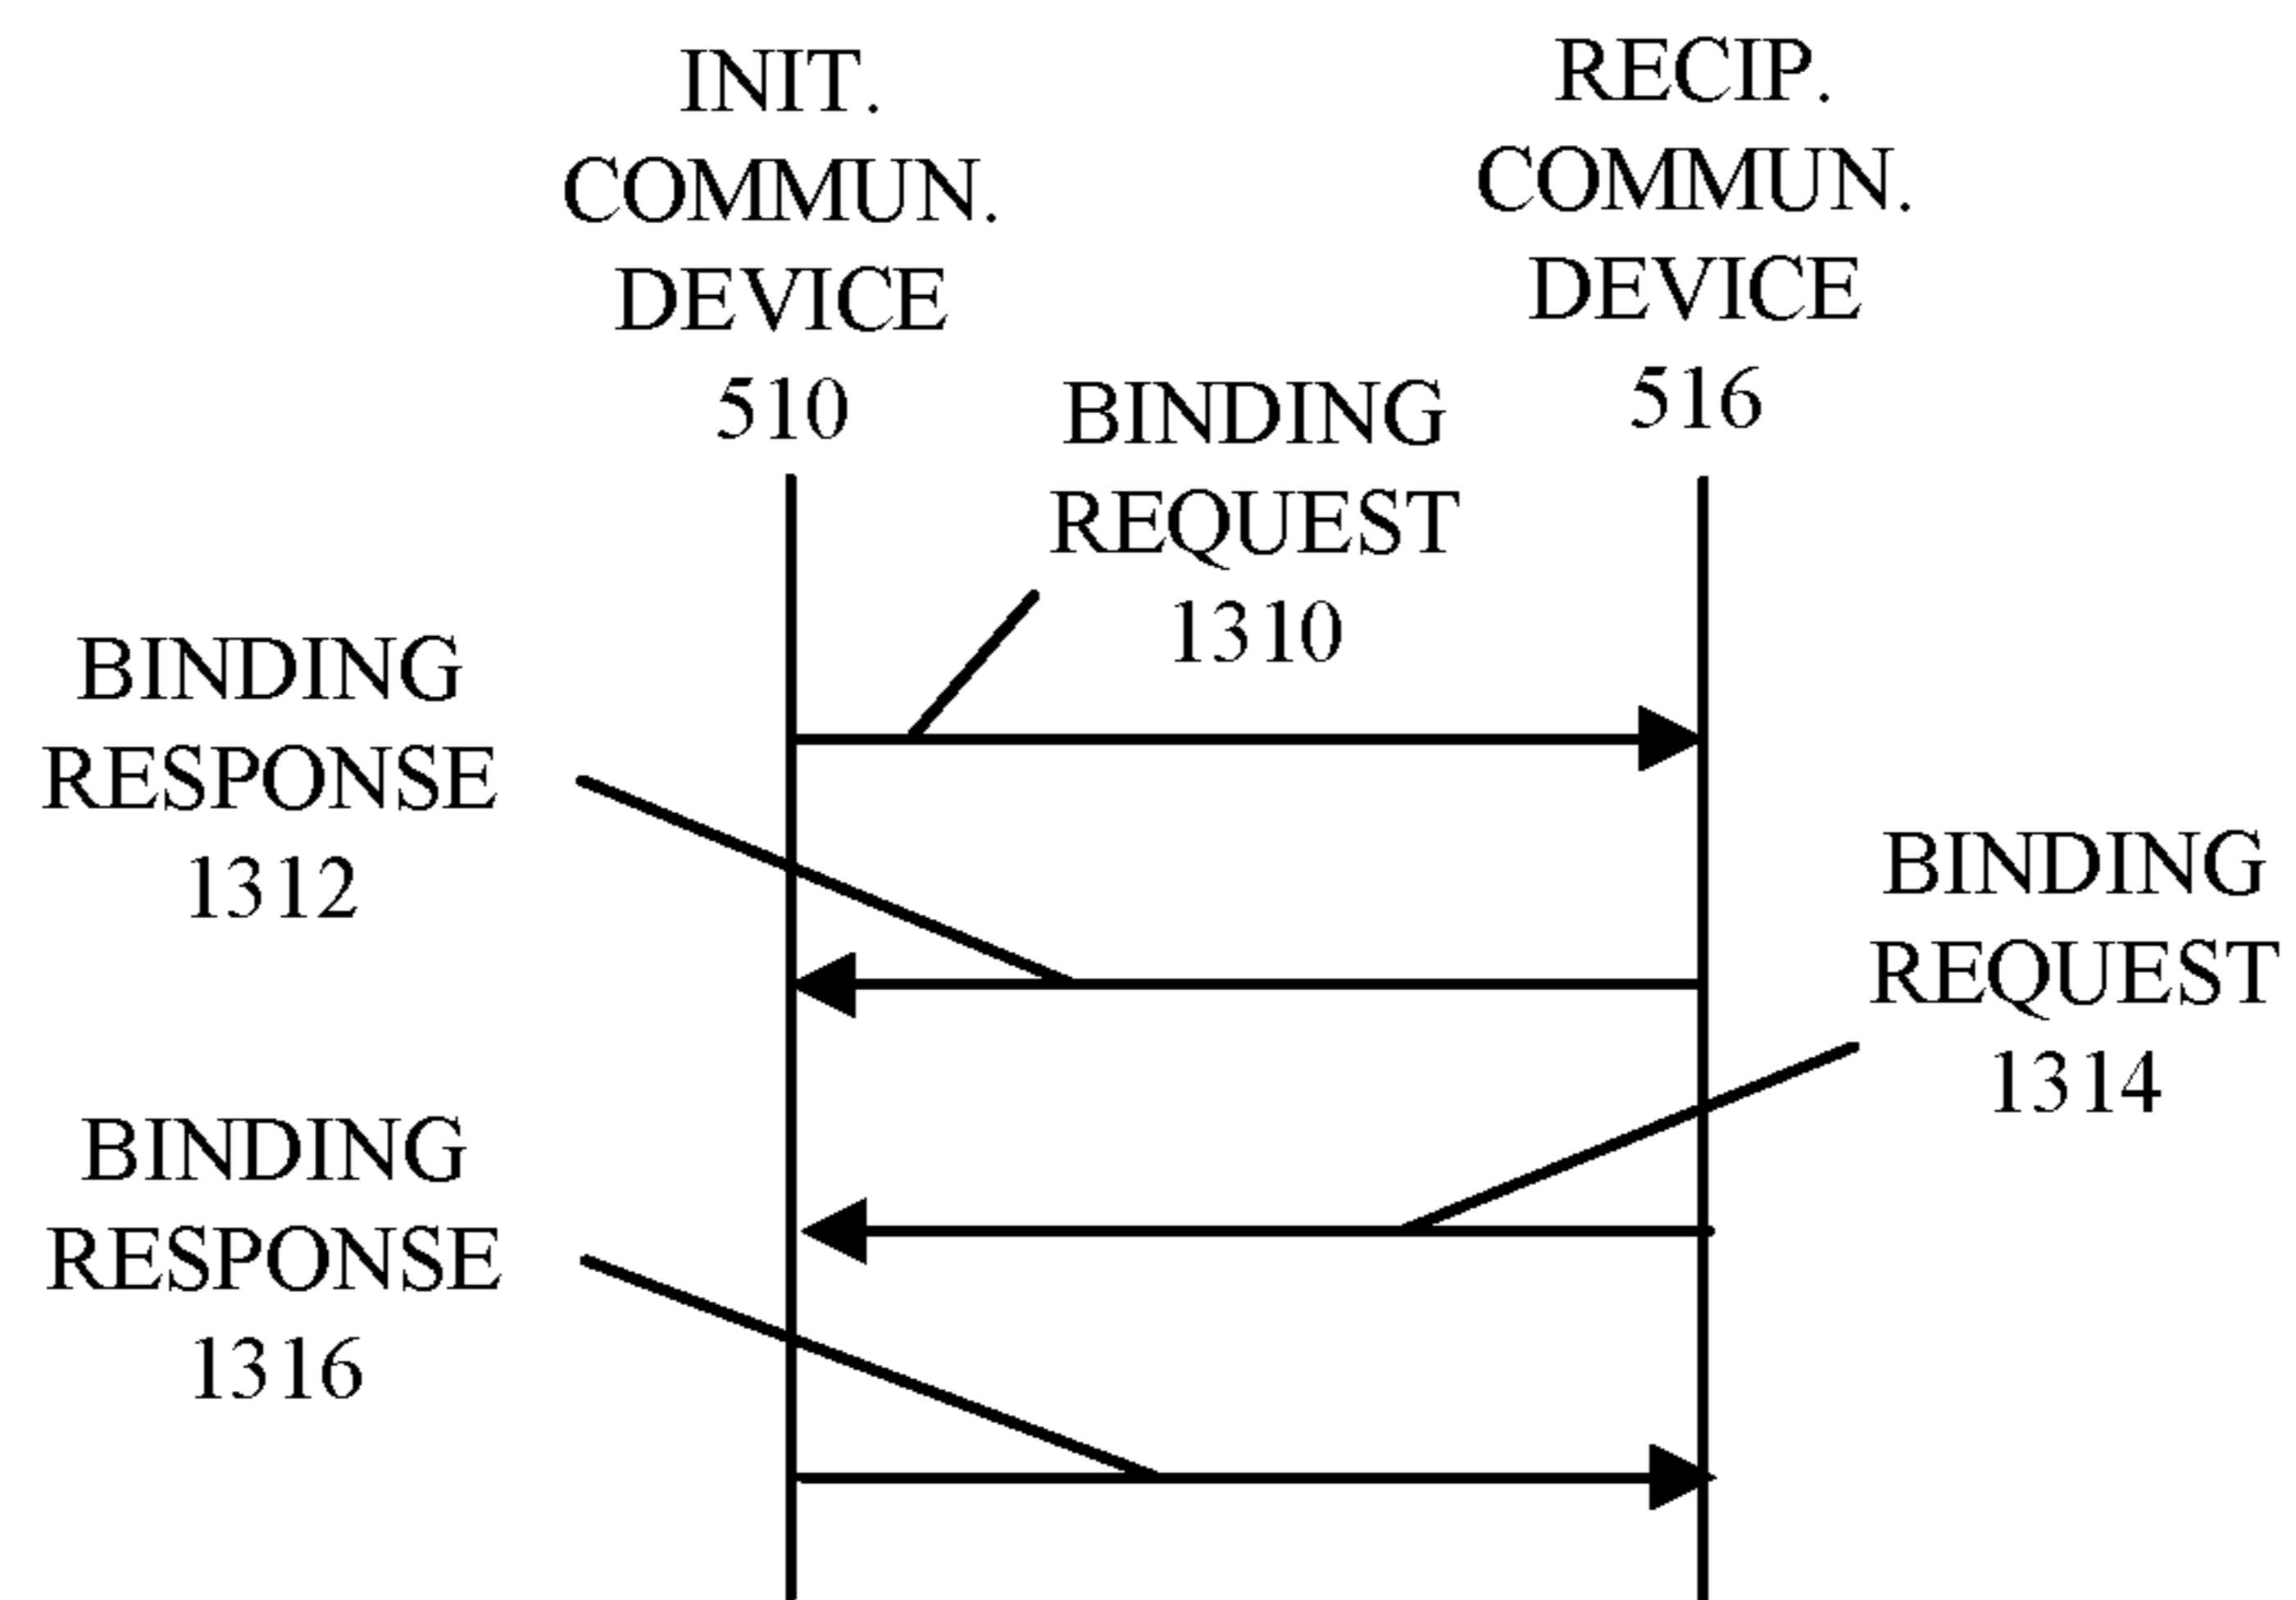 INIT.
COMMUN.
DEVICE
510
RECIP.
COMMUN.
DEVICE
516
BINDING
REQUEST
1310
BINDING
RESPONSE
1312
BINDING
REQUEST
1314
BINDING
RESPONSE
1316